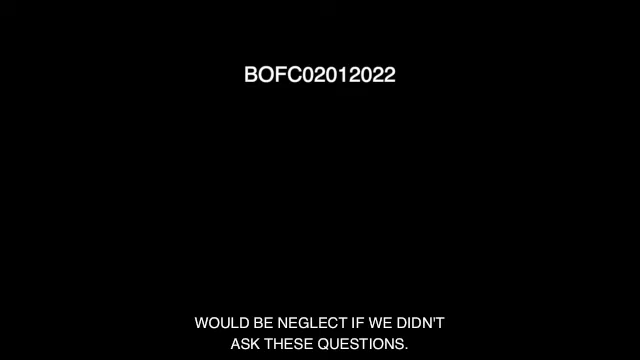 BOFC02012022
WOULD BE NEGLECT IF WE DIDN'T
ASK THESE QUESTIONS.